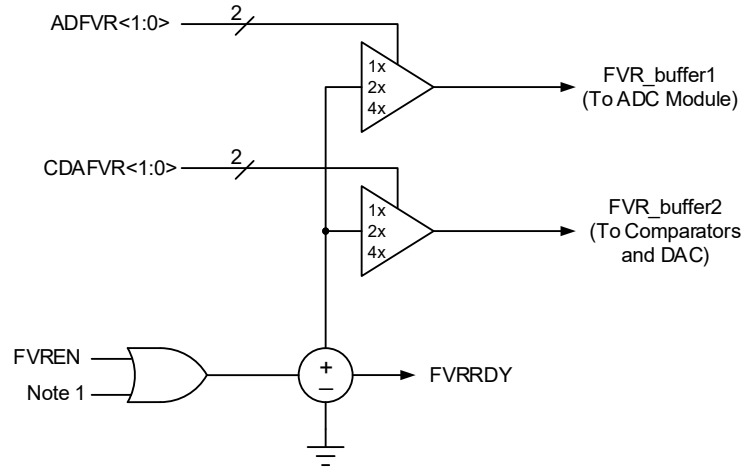 ADFVR<1:0>
2
1x
2x
4x
FVR_buffer1
(To ADC Module)
CDAFVR<1:0>
2
1x
2x
4x
FVR_buffer2
(To Comparators
and DAC)
FVREN
Note 1
+
–
FVRRDY